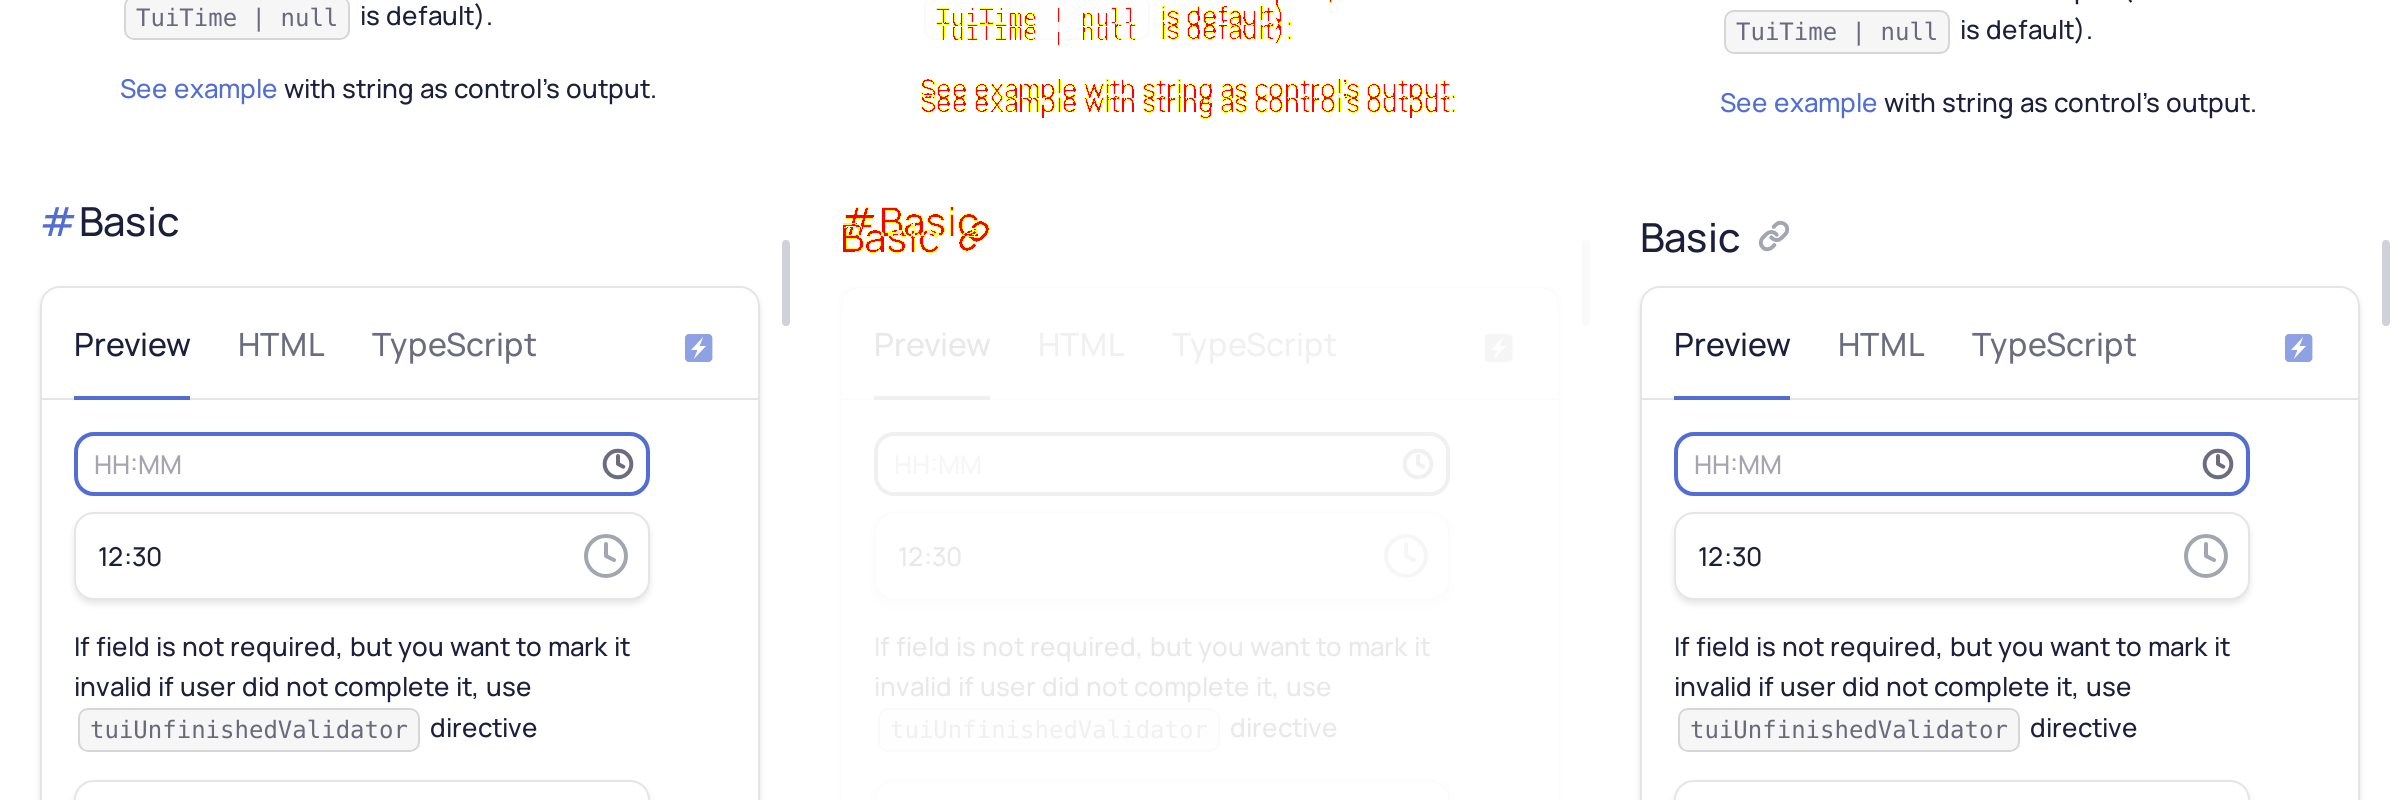 TuiTime | null is default).
See example with string as control's output.
#Basic
Preview HTML TypeScript
HH:MM
12:30
If field is not required, but you want to mark it
invalid if user did not complete it, use
tuiUnfinishedValidator directive
TuiTime | null is default).
TuiTime | null is default).
See example with string as control's output.
See example with string as control's output.
#Basic
Basic
Preview HTML TypeScript
HH:MM
12:30
If field is not required, but you want to mark it
invalid if user did not complete it, use
tuiUnfinishedValidator directive
TuiTime | null is default).
See example with string as control's output.
Basic
Preview HTML TypeScript
HH:MM
12:30
If field is not required, but you want to mark it
invalid if user did not complete it, use
tuiUnfinishedValidator directive